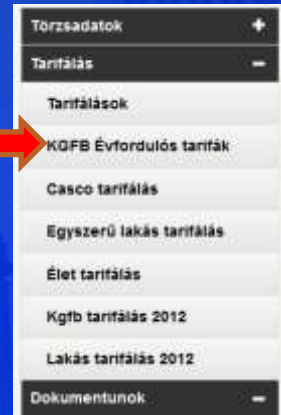 Törzsadatok +
Tarifálás −
Tarifálások
KGFB Évfordulós tarifák
Casco tarifálás
Egyszerű lakás tarifálás
Élet tarifálás
Kgfb tarifálás 2012
Lakás tarifálás 2012
Dokumentunok −